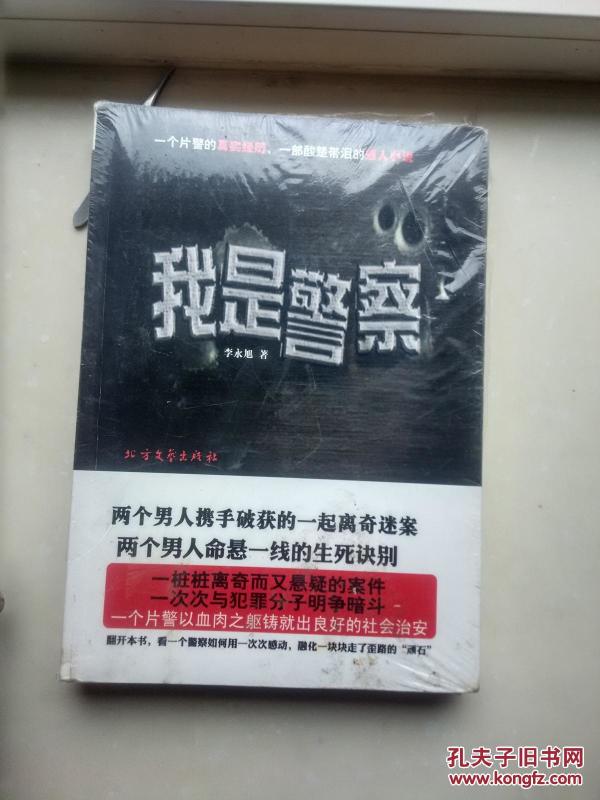 一个片警的真实经历、一部酸楚带泪的感人小说
我是警察
李永旭 著
北方文艺出版社
两个男人携手破获的一起离奇迷案
两个男人命悬一线的生死诀别
一桩桩离奇而又悬疑的案件
一次次与犯罪分子明争暗斗
一个片警以血肉之躯铸就出良好的社会治安
翻开本书，看一个警察如何用一次次感动，融化一块块走了歪路的“顽石”
孔夫子旧书网
www.kongfz.com